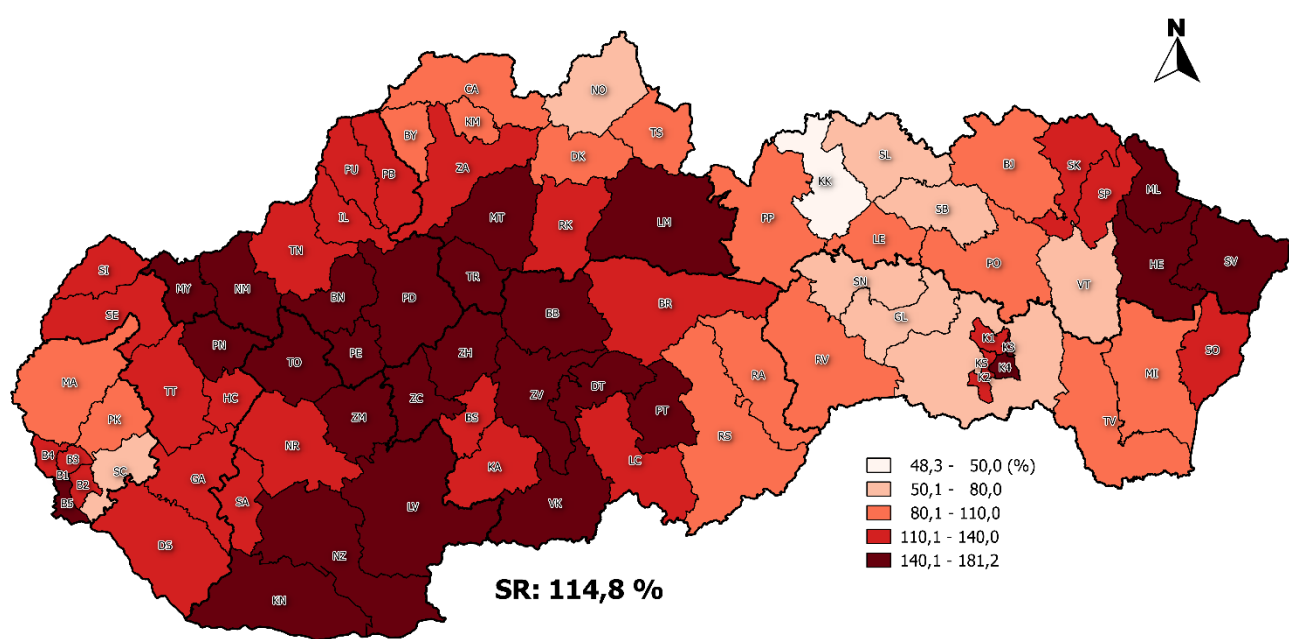 N
CA
NO
BY
KM
TS
DK
PU
PB
ZA
IL
KK
SL
BJ
SK
SP
ML
MT
RK
LM
PP
SB
LE
PO
HE
SV
TN
SI
MY
NM
BN
PD
TR
BB
BR
SN
VT
SE
GL
PN
TO
PE
ZH
ZV
DT
K1
K3
K5
K4
K2
SO
MA
PK
TT
HC
ZM
ZC
BS
PT
RA
RV
MI
TV
RS
B4
B3
B1
B2
B5
SC
GA
NR
SA
KA
LC
LV
VK
DS
NZ
KN
48,3 - 50,0 (%)
50,1 - 80,0
80,1 - 110,0
110,1 - 140,0
140,1 - 181,2
SR: 114,8 %